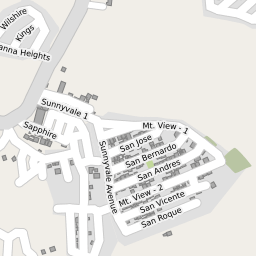 Wilshire
Kings
anna Heights
Sunnyvale 1
Sapphire
Mt. View - 1
San Jose
San Bernardo
San Andres
Sunnyvale Avenue
Mt. View - 2
San Vicente
San Roque